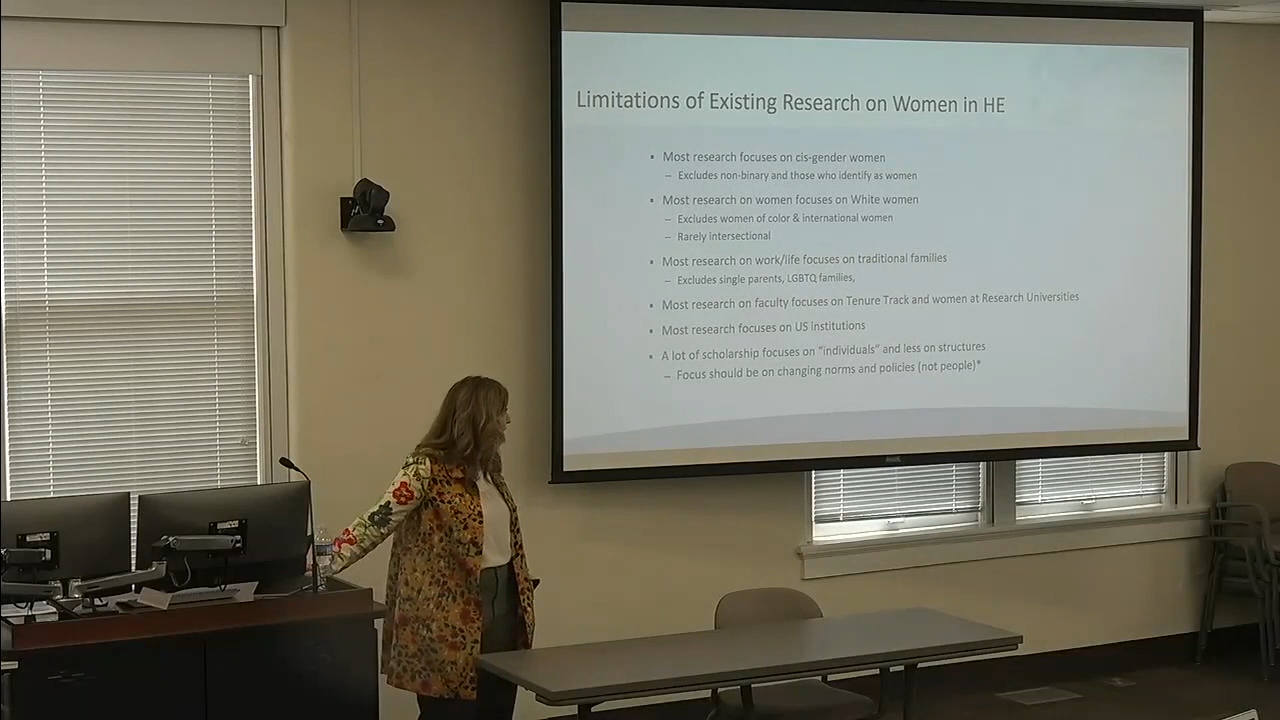 Limitations of Existing Research on Women in HE
▪ Most research focuses on cis-gender women
– Excludes non-binary and those who identify as women
▪ Most research on women focuses on White women
– Excludes women of color & international women
– Rarely intersectional
▪ Most research on work/life focuses on traditional families
– Excludes single parents, LGBTQ families,
▪ Most research on faculty focuses on Tenure Track and women at Research Universities
▪ Most research focuses on US institutions
▪ A lot of scholarship focuses on “individuals” and less on structures
– Focus should be on changing norms and policies (not people)*